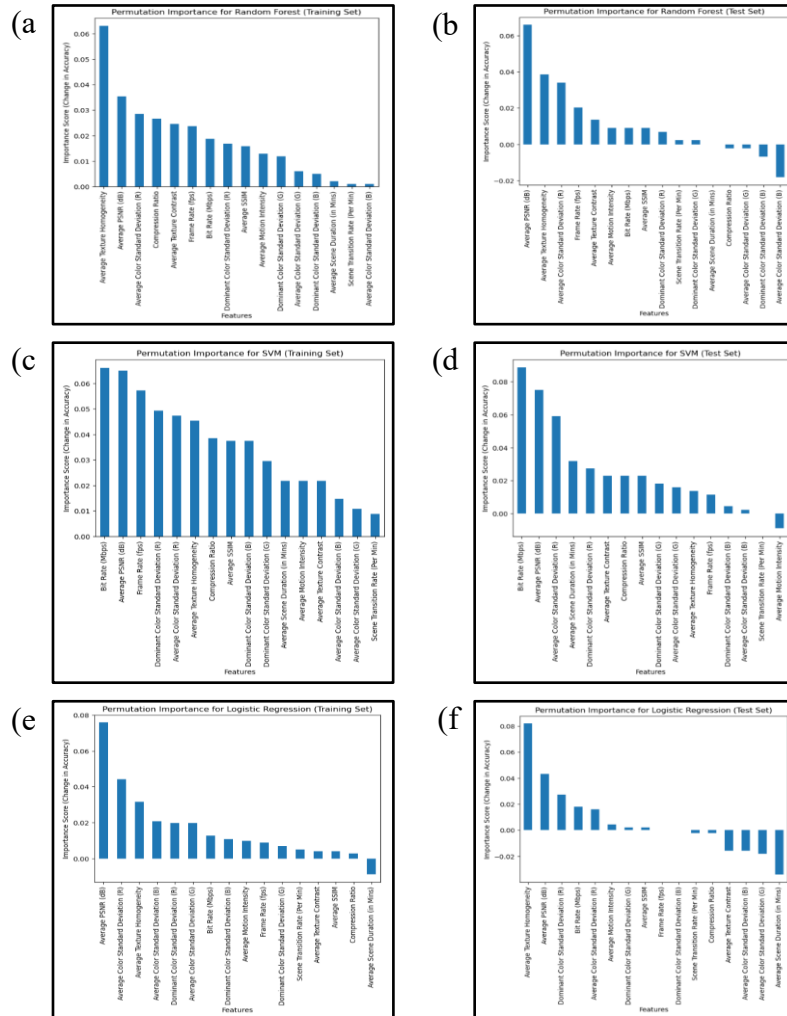 (a
Permutation Importance for Random Forest (Training Set)
Importance Score (Change in Accuracy)
0.06
0.05
0.04
0.03
0.02
0.01
0.00
Average Texture Homogeneity
Average PSNR (dB)
Average Color Standard Deviation (R)
Compression Ratio
Average Texture Contrast
Frame Rate (fps)
Bit Rate (Mbps)
Dominant Color Standard Deviation (R)
Average SSIM
Average Motion Intensity
Dominant Color Standard Deviation (G)
Average Color Standard Deviation (G)
Dominant Color Standard Deviation (B)
Average Scene Duration (in Mins)
Scene Transition Rate (Per Min)
Average Color Standard Deviation (B)
Features
(b
Permutation Importance for Random Forest (Test Set)
Importance Score (Change in Accuracy)
0.06
0.04
0.02
0.00
−0.02
Average PSNR (dB)
Average Texture Homogeneity
Average Color Standard Deviation (R)
Frame Rate (fps)
Average Texture Contrast
Average Motion Intensity
Bit Rate (Mbps)
Average SSIM
Dominant Color Standard Deviation (R)
Scene Transition Rate (Per Min)
Dominant Color Standard Deviation (G)
Average Scene Duration (in Mins)
Compression Ratio
Average Color Standard Deviation (G)
Dominant Color Standard Deviation (B)
Average Color Standard Deviation (B)
Features
(c
Permutation Importance for SVM (Training Set)
Importance Score (Change in Accuracy)
0.06
0.05
0.04
0.03
0.02
0.01
0.00
Bit Rate (Mbps)
Average PSNR (dB)
Frame Rate (fps)
Dominant Color Standard Deviation (R)
Average Color Standard Deviation (R)
Average Texture Homogeneity
Compression Ratio
Average SSIM
Dominant Color Standard Deviation (B)
Dominant Color Standard Deviation (G)
Average Scene Duration (in Mins)
Average Motion Intensity
Average Texture Contrast
Average Color Standard Deviation (B)
Average Color Standard Deviation (G)
Scene Transition Rate (Per Min)
Features
(d
Permutation Importance for SVM (Test Set)
Importance Score (Change in Accuracy)
0.08
0.06
0.04
0.02
0.00
Bit Rate (Mbps)
Average PSNR (dB)
Average Color Standard Deviation (R)
Average Scene Duration (in Mins)
Dominant Color Standard Deviation (R)
Average Texture Contrast
Compression Ratio
Average SSIM
Dominant Color Standard Deviation (G)
Average Color Standard Deviation (G)
Average Texture Homogeneity
Frame Rate (fps)
Dominant Color Standard Deviation (B)
Average Color Standard Deviation (B)
Scene Transition Rate (Per Min)
Average Motion Intensity
Features
(e
Permutation Importance for Logistic Regression (Training Set)
Importance Score (Change in Accuracy)
0.08
0.06
0.04
0.02
0.00
Average PSNR (dB)
Average Color Standard Deviation (R)
Average Texture Homogeneity
Average Color Standard Deviation (B)
Dominant Color Standard Deviation (R)
Average Color Standard Deviation (G)
Bit Rate (Mbps)
Dominant Color Standard Deviation (B)
Average Motion Intensity
Frame Rate (fps)
Dominant Color Standard Deviation (G)
Scene Transition Rate (Per Min)
Average Texture Contrast
Average SSIM
Compression Ratio
Average Scene Duration (in Mins)
Features
(f
Permutation Importance for Logistic Regression (Test Set)
Importance Score (Change in Accuracy)
0.08
0.06
0.04
0.02
0.00
−0.02
Average Texture Homogeneity
Average PSNR (dB)
Dominant Color Standard Deviation (R)
Bit Rate (Mbps)
Average Color Standard Deviation (R)
Average Motion Intensity
Dominant Color Standard Deviation (G)
Average SSIM
Frame Rate (fps)
Dominant Color Standard Deviation (B)
Scene Transition Rate (Per Min)
Compression Ratio
Average Texture Contrast
Average Color Standard Deviation (B)
Average Color Standard Deviation (G)
Average Scene Duration (in Mins)
Features